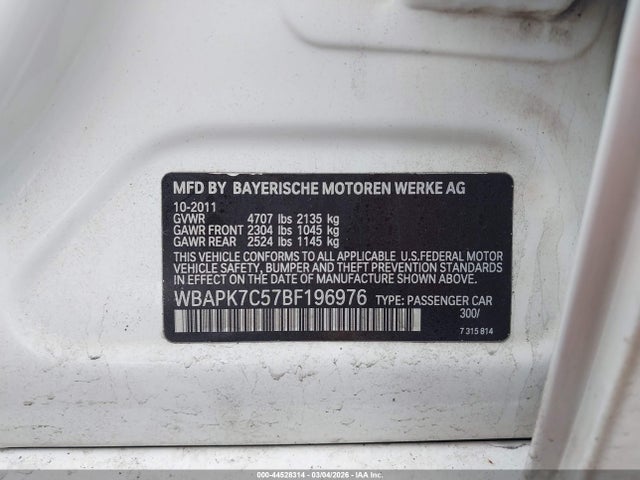 MFD BY BAYERISCHE MOTOREN WERKE AG
10-2011
GVWR 4707 lbs 2135 kg
GAWR FRONT 2304 lbs 1045 kg
GAWR REAR 2524 lbs 1145 kg
THIS VEHICLE CONFORMS TO ALL APPLICABLE U.S.FEDERAL MOTOR
VEHICLE SAFETY, BUMPER AND THEFT PREVENTION STANDARDS
IN EFFECT ON THE DATE OF MANUFACTURE SHOWN ABOVE.
WBAPK7C57BF196976 TYPE: PASSENGER CAR
300/
7 315 814
000-44528314 - 03/04/2026 - IAA Inc.